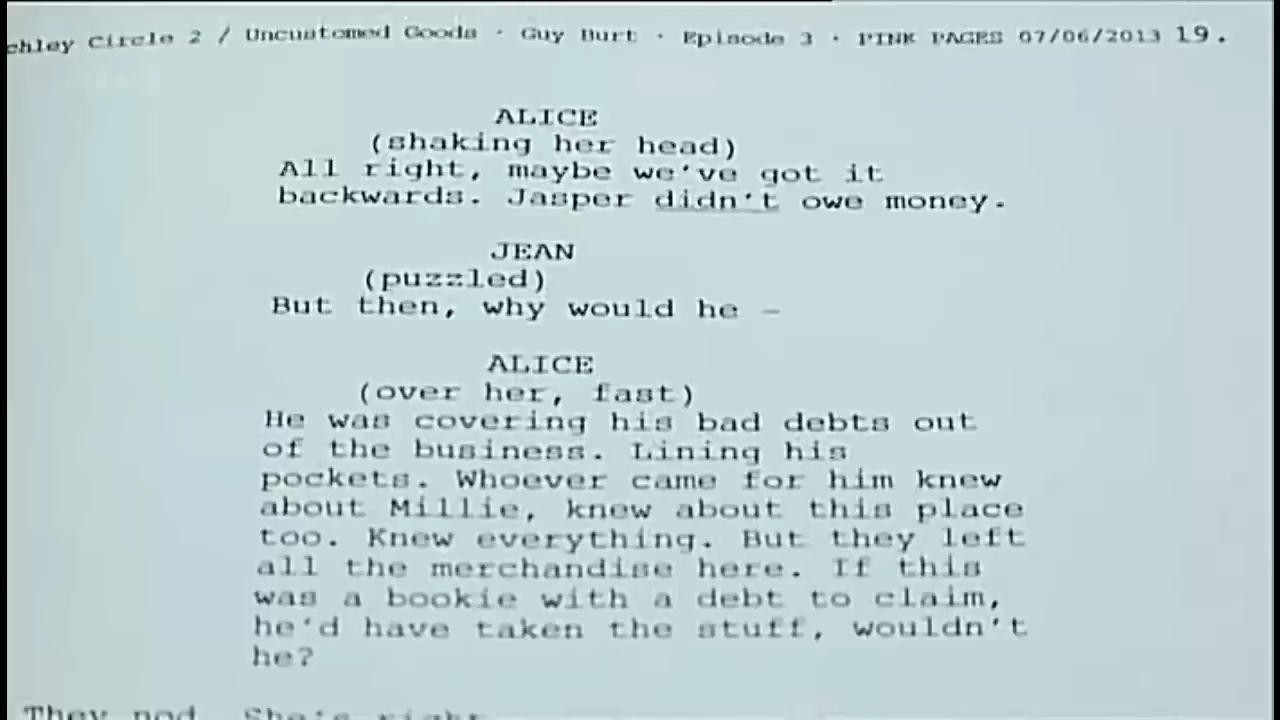 chley Circle 2 / Uncustomed Goods · Guy Burt · Episode 3 · PINK PAGES 07/06/2013 19.
ALICE
(shaking her head)
All right, maybe we've got it
backwards. Jasper didn't owe money.
JEAN
(puzzled)
But then, why would he –
ALICE
(over her, fast)
He was covering his bad debts out
of the business. Lining his
pockets. Whoever came for him knew
about Millie, knew about this place
too. Knew everything. But they left
all the merchandise here. If this
was a bookie with a debt to claim,
he'd have taken the stuff, wouldn't
he?
They nod. She's right